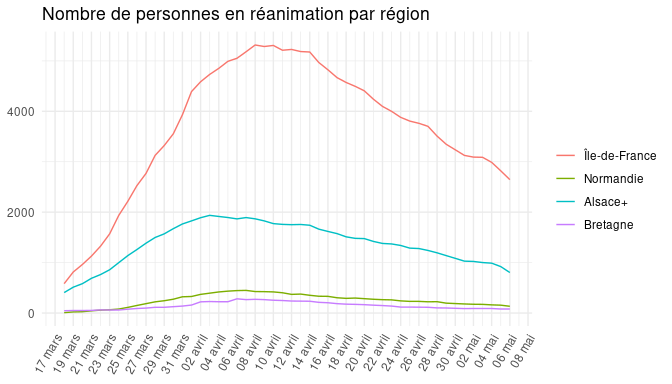 Nombre de personnes en réanimation par région
4000
2000
0
Île-de-France
Normandie
Alsace+
Bretagne
17 mars
19 mars
21 mars
23 mars
25 mars
27 mars
29 mars
31 mars
02 avril
04 avril
06 avril
08 avril
10 avril
12 avril
14 avril
16 avril
18 avril
20 avril
22 avril
24 avril
26 avril
28 avril
30 avril
02 mai
04 mai
06 mai
08 mai